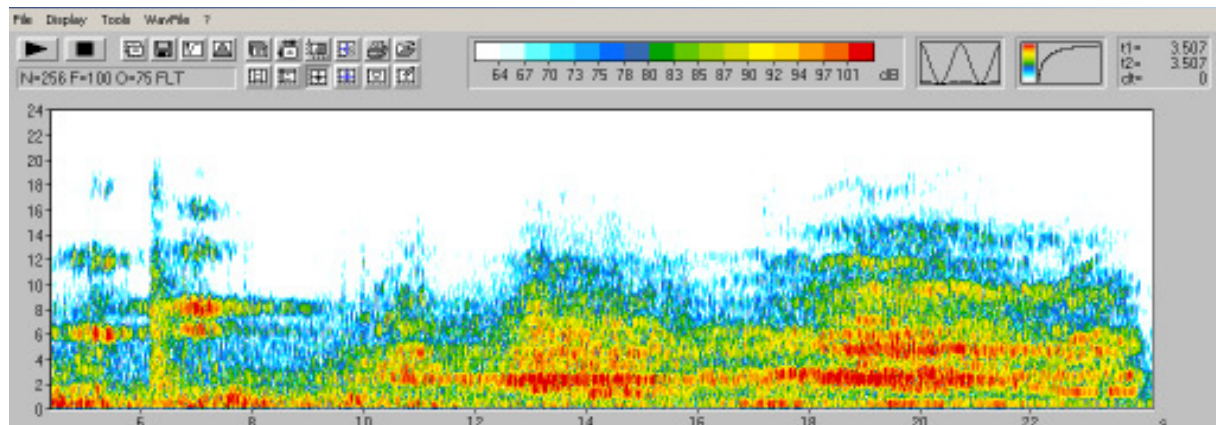 File Display Tools WavFile ?
64 67 70 73 75 78 80 83 85 87 90 92 94 97 101 dB
t1= 3.507
t2= 3.507
dt= 0
N=256 F=100 O=75 FLT
24
22
20
18
16
14
12
10
8
6
4
2
0
6 8 10 12 14 16 18 20 22 s